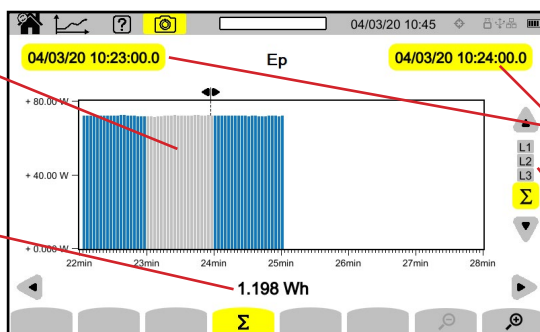 ?
04/03/20 10:45
04/03/20 10:23:00.0
Ep
04/03/20 10:24:00.0
+ 80.00 W
+ 40.00 W
+ 0.000 W
22min 23min 24min 25min 26min 27min 28min
L1
L2
L3
Σ
1.198 Wh
Σ